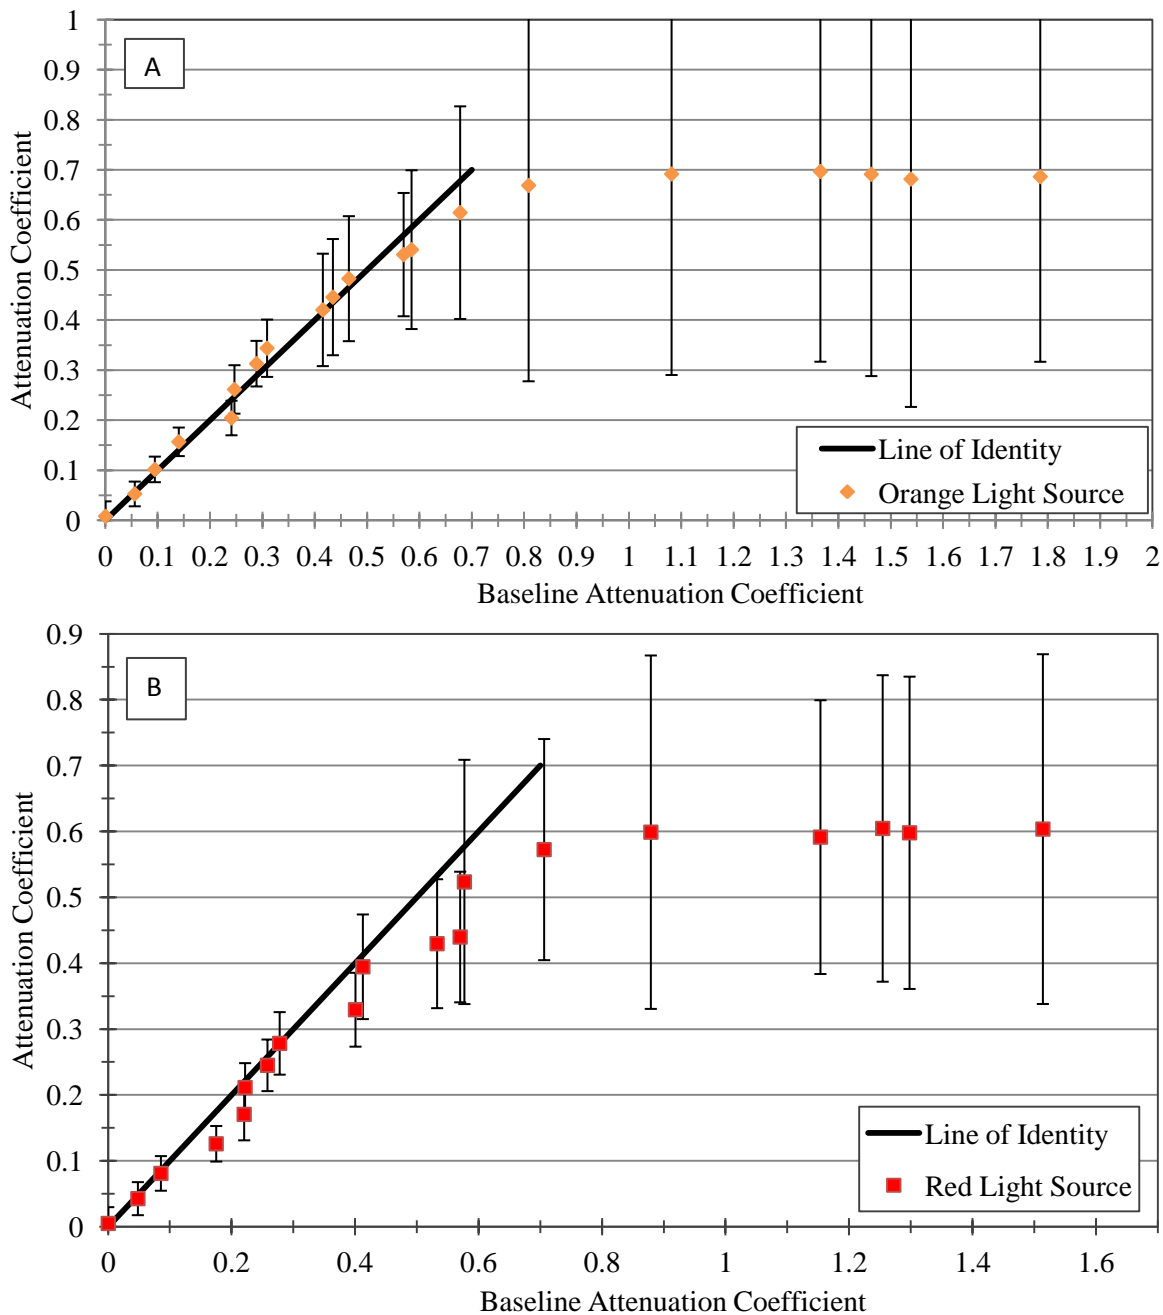 A
1
0.9
0.8
0.7
0.6
0.5
0.4
0.3
0.2
0.1
0
Attenuation Coefficient
Line of Identity
Orange Light Source
0 0.1 0.2 0.3 0.4 0.5 0.6 0.7 0.8 0.9 1 1.1 1.2 1.3 1.4 1.5 1.6 1.7 1.8 1.9 2
Baseline Attenuation Coefficient
B
0.9
0.8
0.7
0.6
0.5
0.4
0.3
0.2
0.1
0
Attenuation Coefficient
Line of Identity
Red Light Source
0 0.2 0.4 0.6 0.8 1 1.2 1.4 1.6
Baseline Attenuation Coefficient